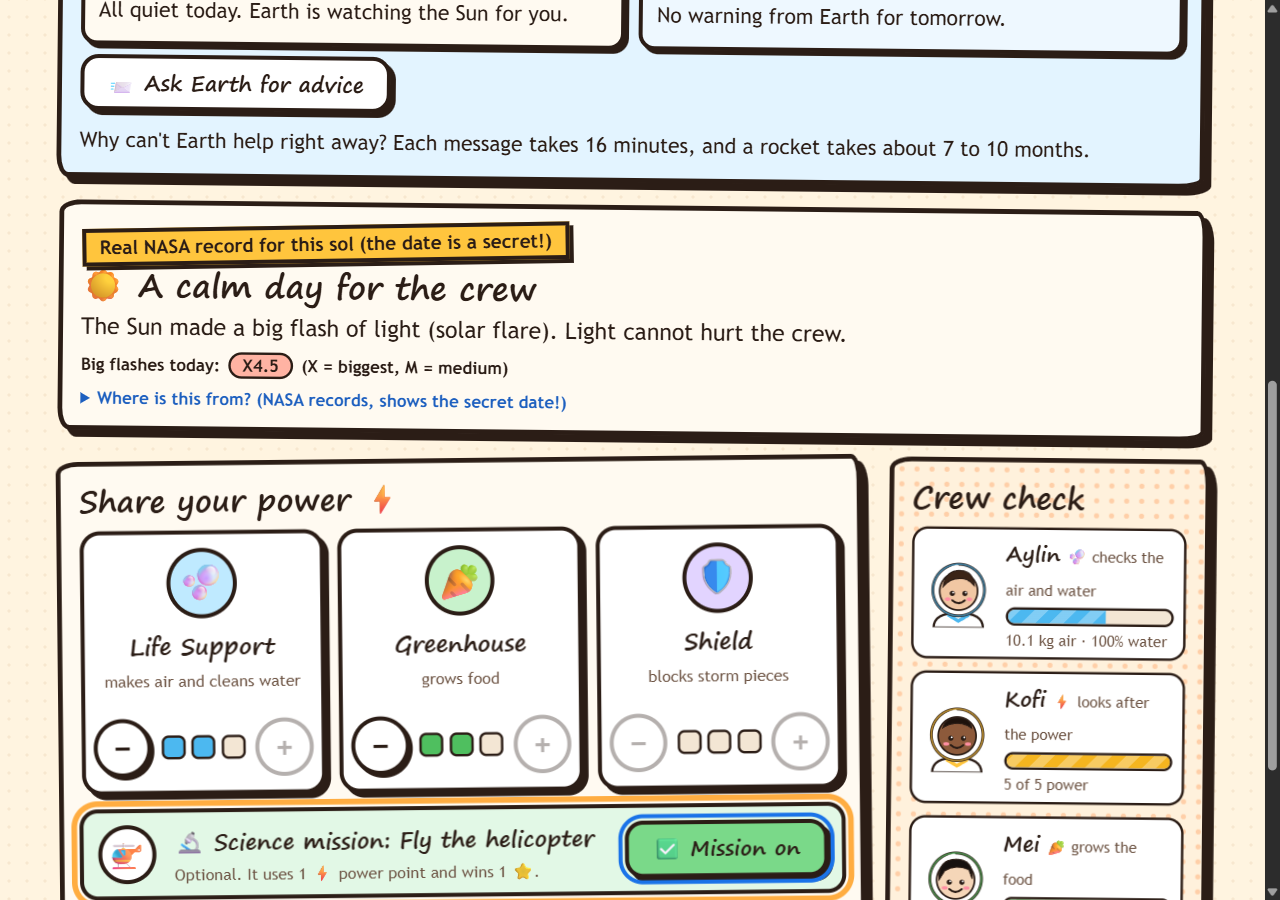 All quiet today. Earth is watching the Sun for you.
No warning from Earth for tomorrow.
Ask Earth for advice
Why can't Earth help right away? Each message takes 16 minutes, and a rocket takes about 7 to 10 months.
Real NASA record for this sol (the date is a secret!)
A calm day for the crew
The Sun made a big flash of light (solar flare). Light cannot hurt the crew.
Big flashes today: X4.5 (X = biggest, M = medium)
Where is this from? (NASA records, shows the secret date!)
Share your power
Life Support
makes air and cleans water
− +
Greenhouse
grows food
− +
Shield
blocks storm pieces
− +
Science mission: Fly the helicopter
Optional. It uses 1 power point and wins 1 .
Mission on
Crew check
Aylin checks the
air and water
10.1 kg air · 100% water
Kofi looks after
the power
5 of 5 power
Mei grows the
food